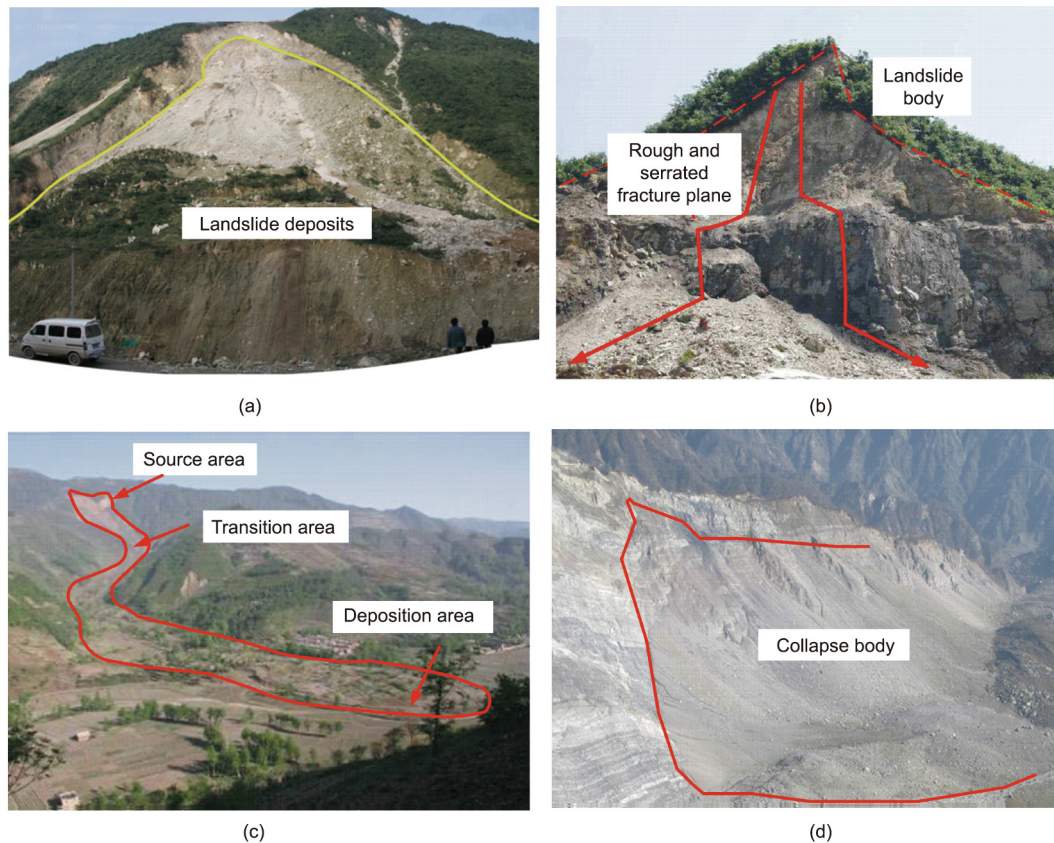 Landslide deposits
(a)
Landslide
body
Rough and
serrated
fracture plane
(b)
Source area
Transition area
Deposition area
(c)
Collapse body
(d)